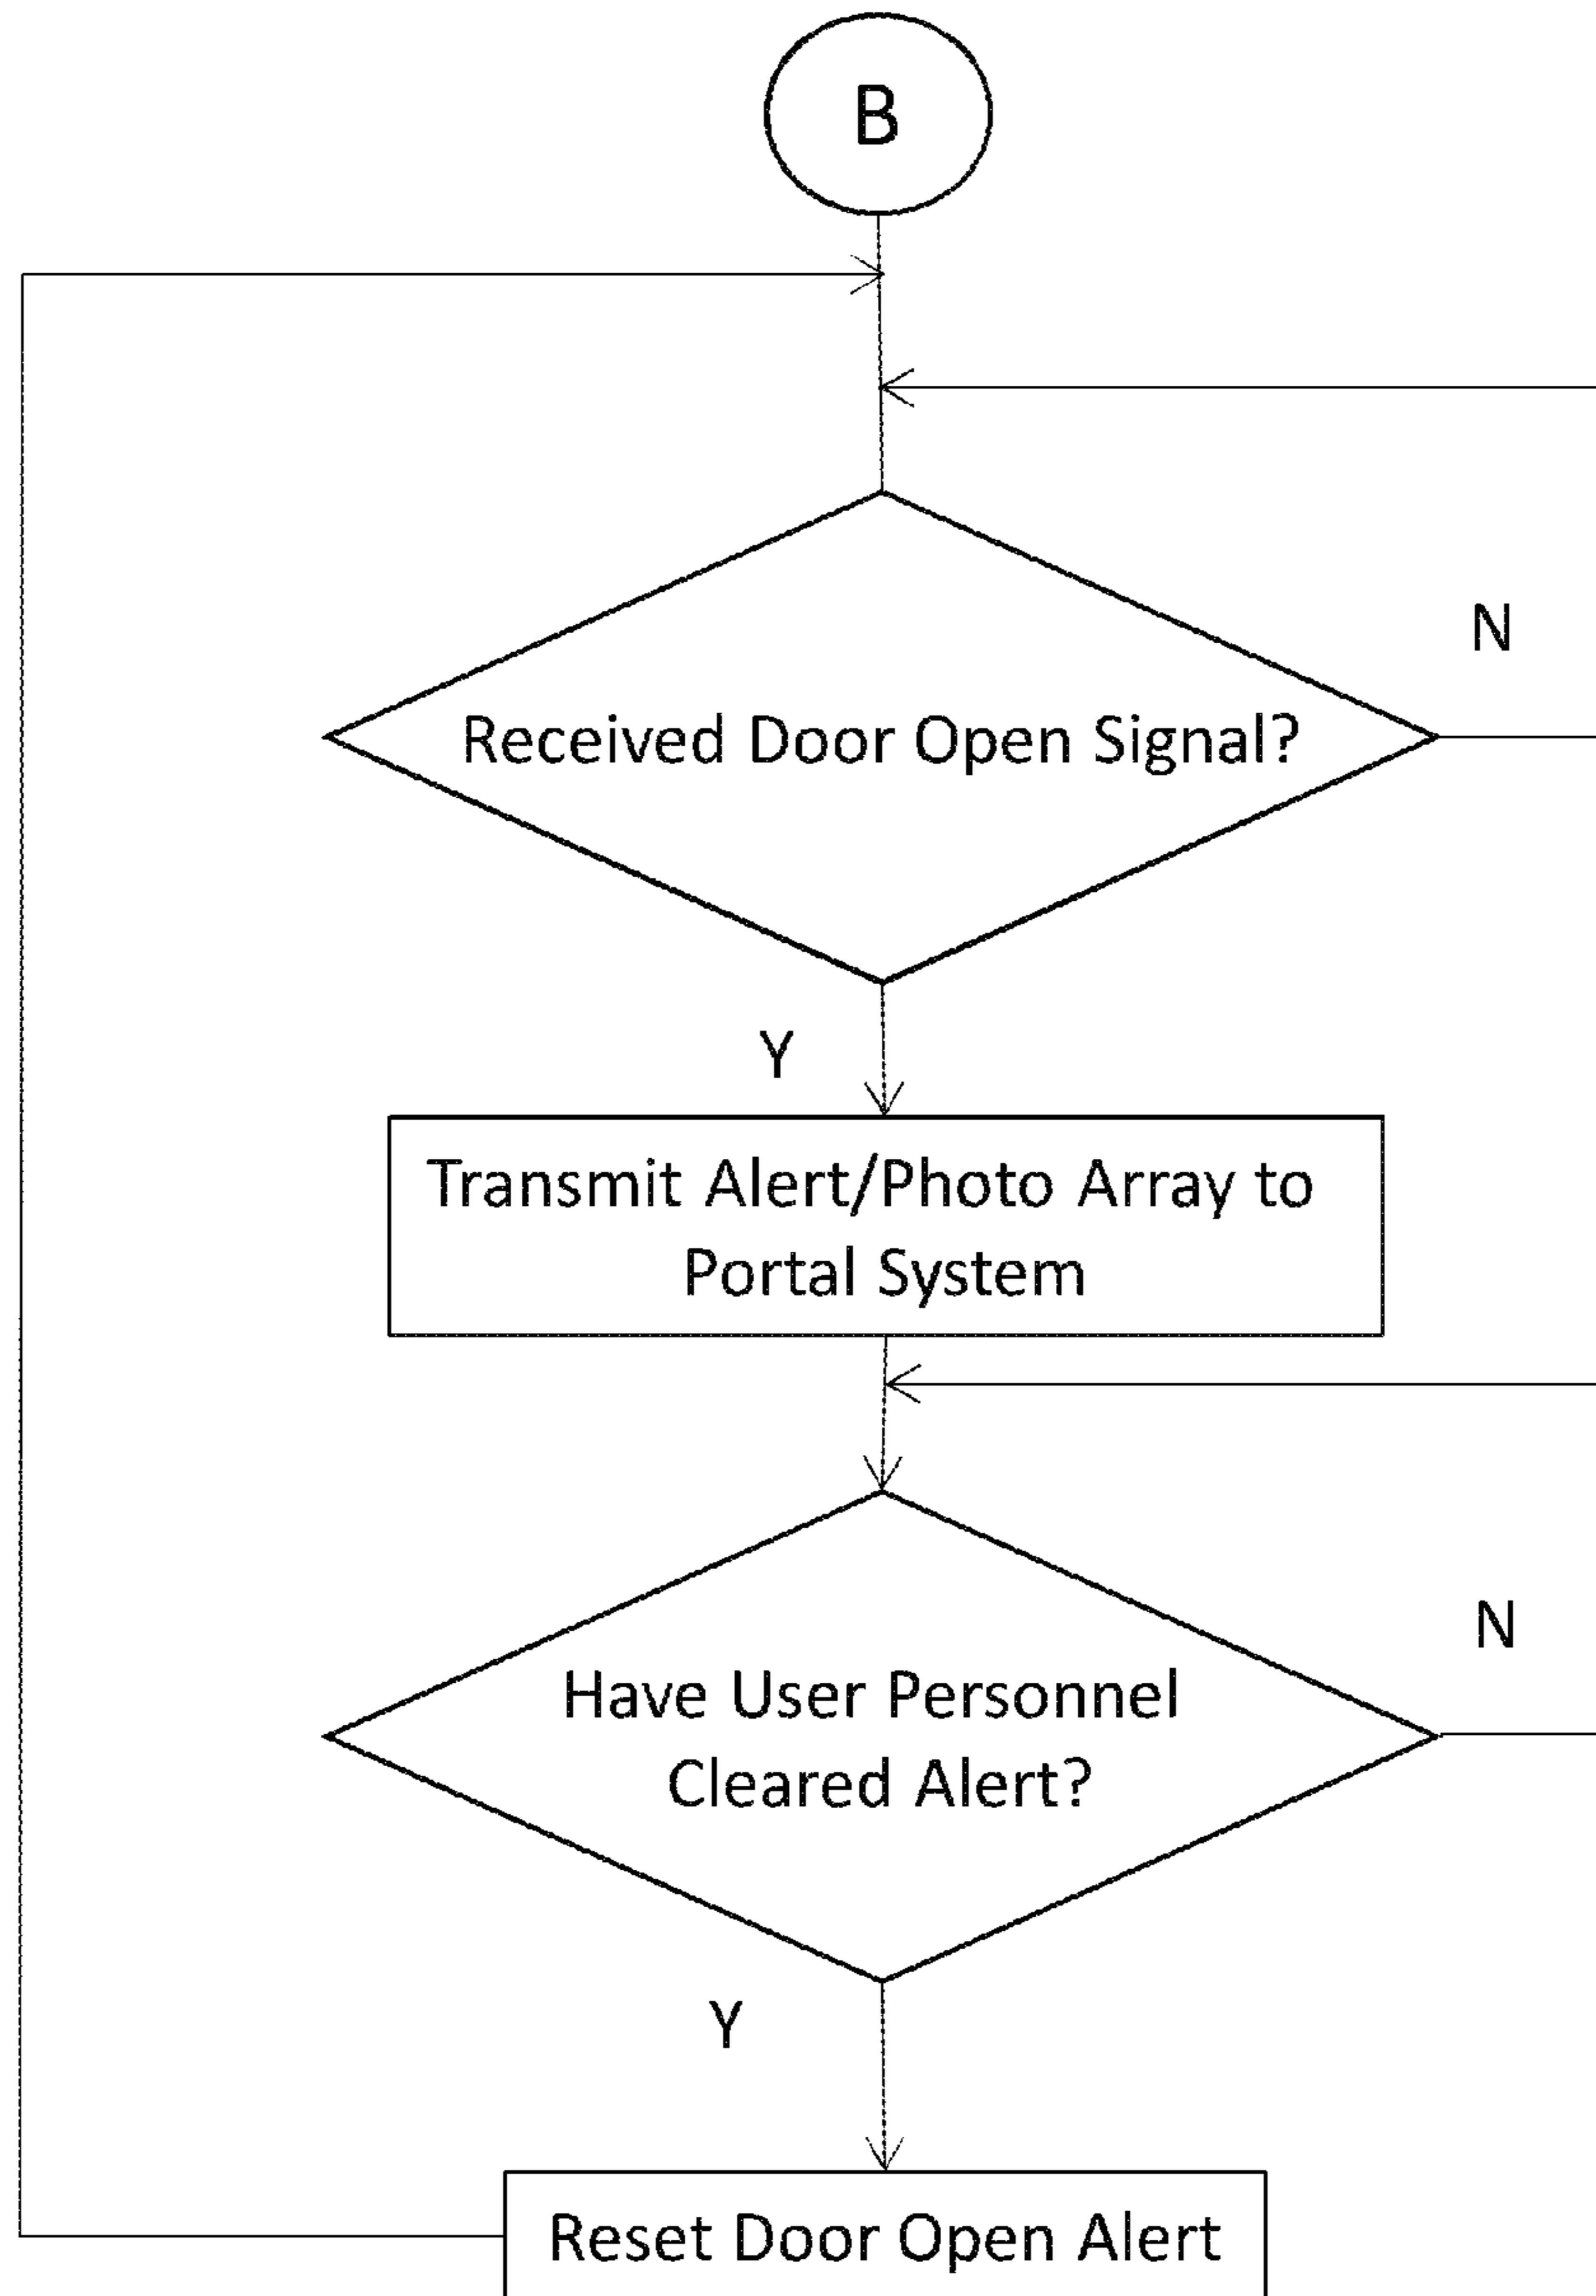 B
N
Received Door Open Signal?
Y
Transmit Alert/Photo Array to
Portal System
N
Have User Personnel
Cleared Alert?
Y
Reset Door Open Alert